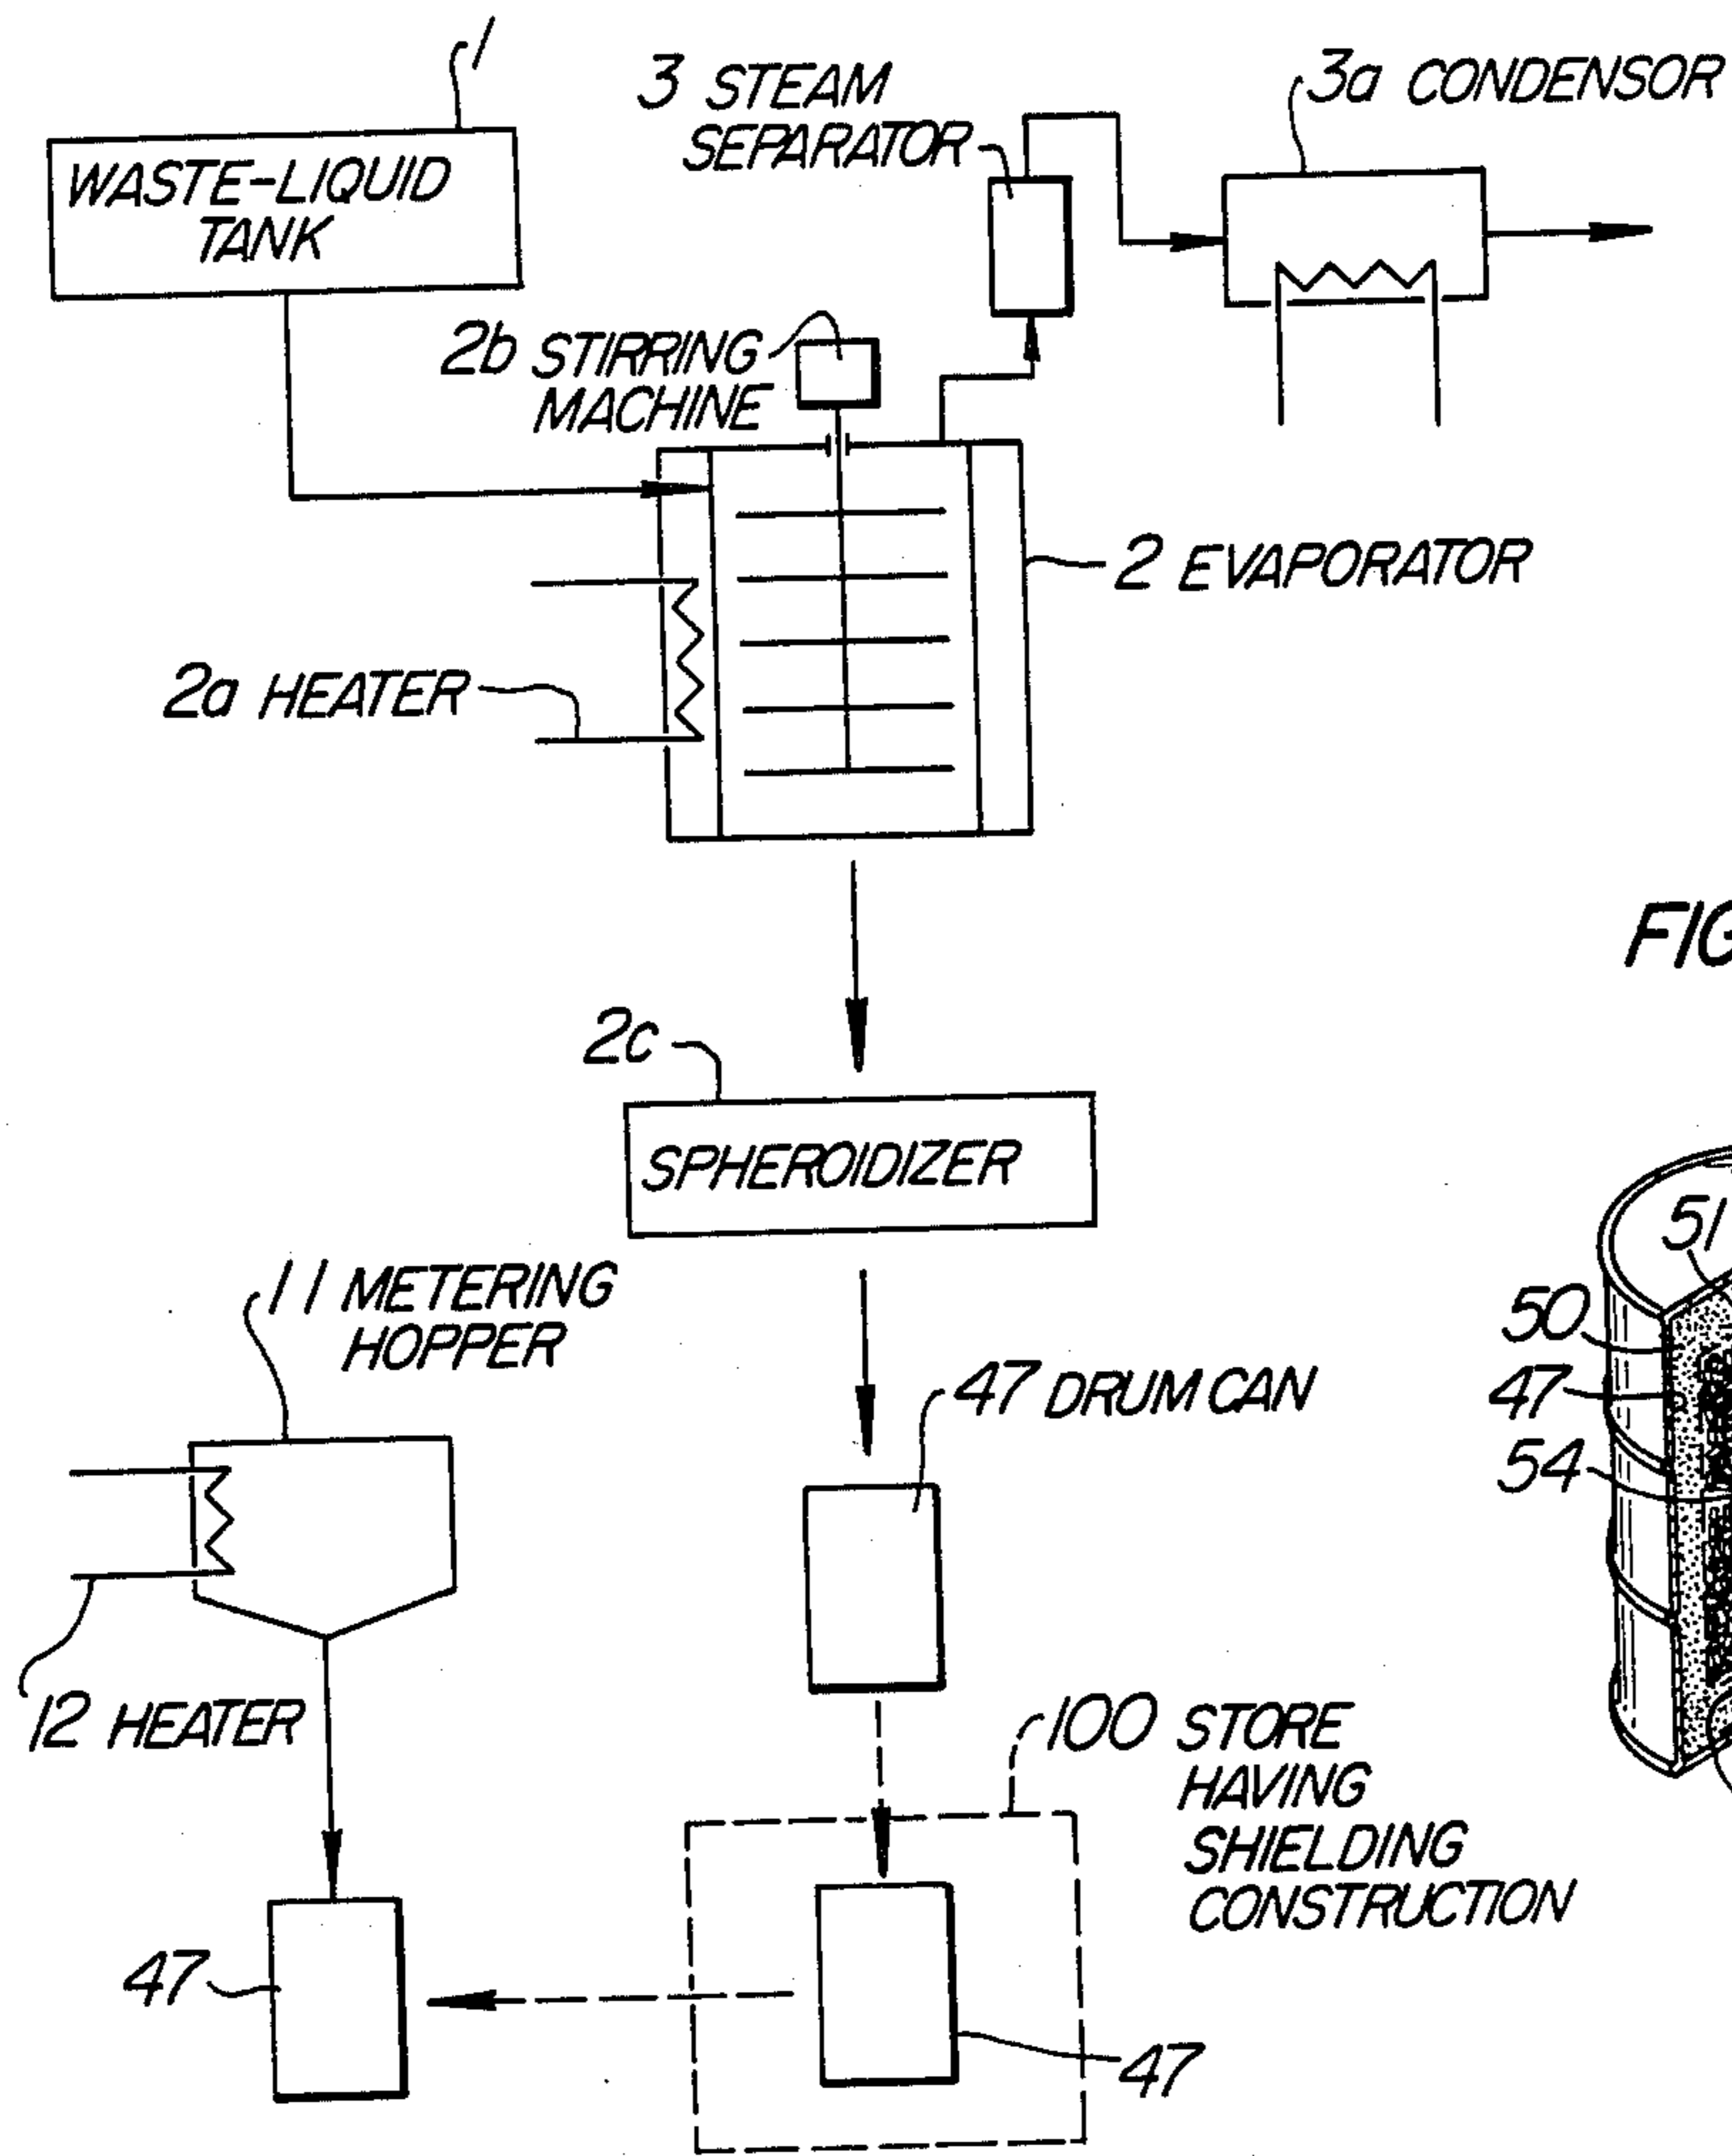 1
WASTE-LIQUID
TANK
3 STEAM
SEPARATOR
3a CONDENSOR
2b STIRRING
MACHINE
2 EVAPORATOR
2a HEATER
FIG
2c
SPHEROIDIZER
11 METERING
HOPPER
12 HEATER
47 DRUM CAN
51
50
47
54
100 STORE
HAVING
SHIELDING
CONSTRUCTION
47
47